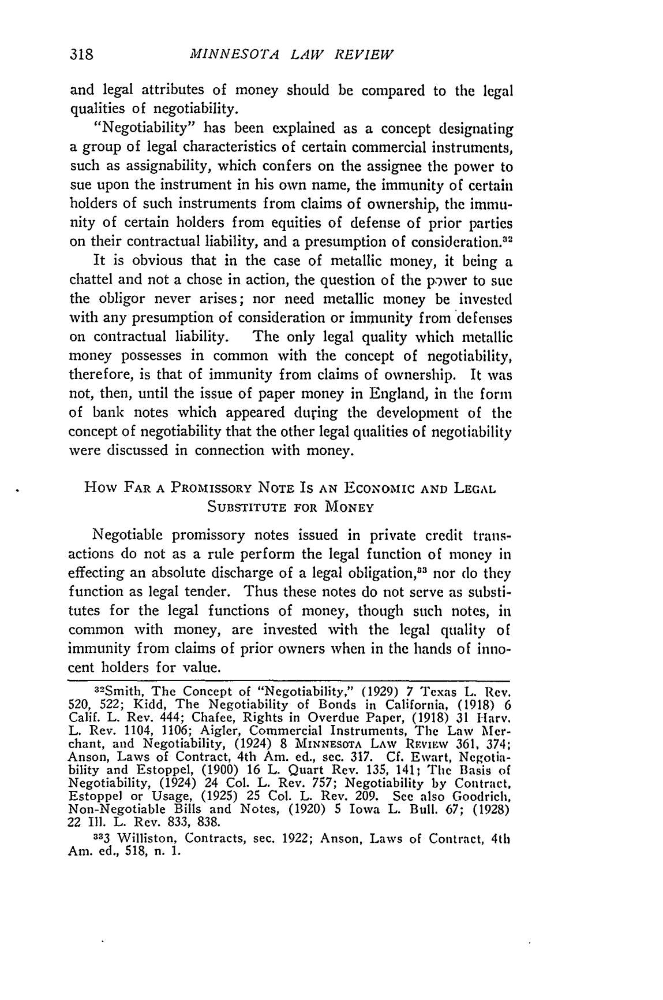 318 MINNESOTA LAW REVIEW
and legal attributes of money should be compared to the legal
qualities of negotiability.
“Negotiability” has been explained as a concept designating
a group of legal characteristics of certain commercial instruments,
such as assignability, which confers on the assignee the power to
sue upon the instrument in his own name, the immunity of certain
holders of such instruments from claims of ownership, the immu-
nity of certain holders from equities of defense of prior parties
on their contractual liability, and a presumption of consideration.³²
It is obvious that in the case of metallic money, it being a
chattel and not a chose in action, the question of the power to sue
the obligor never arises; nor need metallic money be invested
with any presumption of consideration or immunity from defenses
on contractual liability. The only legal quality which metallic
money possesses in common with the concept of negotiability,
therefore, is that of immunity from claims of ownership. It was
not, then, until the issue of paper money in England, in the form
of bank notes which appeared during the development of the
concept of negotiability that the other legal qualities of negotiability
were discussed in connection with money.
How Far a Promissory Note Is an Economic and Legal
Substitute for Money
Negotiable promissory notes issued in private credit trans-
actions do not as a rule perform the legal function of money in
effecting an absolute discharge of a legal obligation,³³ nor do they
function as legal tender. Thus these notes do not serve as substi-
tutes for the legal functions of money, though such notes, in
common with money, are invested with the legal quality of
immunity from claims of prior owners when in the hands of inno-
cent holders for value.
³²Smith, The Concept of “Negotiability,” (1929) 7 Texas L. Rev.
520, 522; Kidd, The Negotiability of Bonds in California, (1918) 6
Calif. L. Rev. 444; Chafee, Rights in Overdue Paper, (1918) 31 Harv.
L. Rev. 1104, 1106; Aigler, Commercial Instruments, The Law Mer-
chant, and Negotiability, (1924) 8 Minnesota Law Review 361, 374;
Anson, Laws of Contract, 4th Am. ed., sec. 317. Cf. Ewart, Negotia-
bility and Estoppel, (1900) 16 L. Quart Rev. 135, 141; The Basis of
Negotiability, (1924) 24 Col. L. Rev. 757; Negotiability by Contract,
Estoppel or Usage, (1925) 25 Col. L. Rev. 209. See also Goodrich,
Non-Negotiable Bills and Notes, (1920) 5 Iowa L. Bull. 67; (1928)
22 Ill. L. Rev. 833, 838.
³³3 Williston, Contracts, sec. 1922; Anson, Laws of Contract, 4th
Am. ed., 518, n. 1.